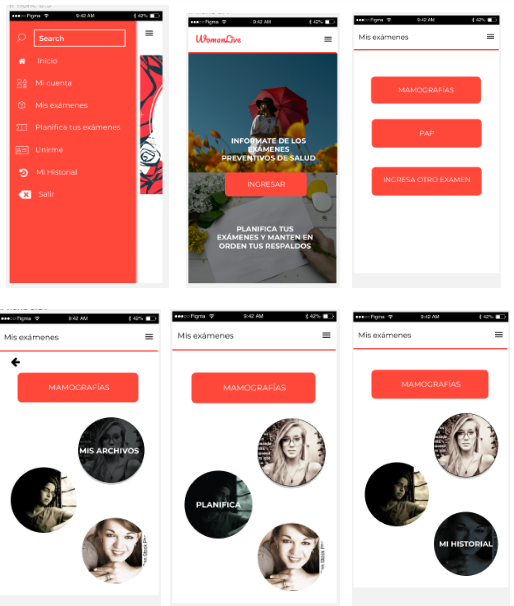 Figma 9:42 AM 42%
Search
Inicio
Mi cuenta
Mis exámenes
Planifica tus exámenes
Unirme
Mi Historial
Salir
Figma 9:42 AM 42%
WomanLive
INFORMATE DE LOS
EXÁMENES
PREVENTIVOS DE SALUD
INGRESAR
PLANIFICA TUS
EXÁMENES Y MANTEN EN
ORDEN TUS RESPALDOS
Figma 9:42 AM 42%
Mis exámenes
MAMOGRAFÍAS
PAP
INGRESA OTRO EXAMEN
Figma 9:42 AM 42%
Mis exámenes
MAMOGRAFÍAS
MIS ARCHIVOS
Figma 9:42 AM 42%
Mis exámenes
MAMOGRAFÍAS
PLANIFICA
Figma 9:42 AM 42%
Mis exámenes
MAMOGRAFÍAS
MI HISTORIAL